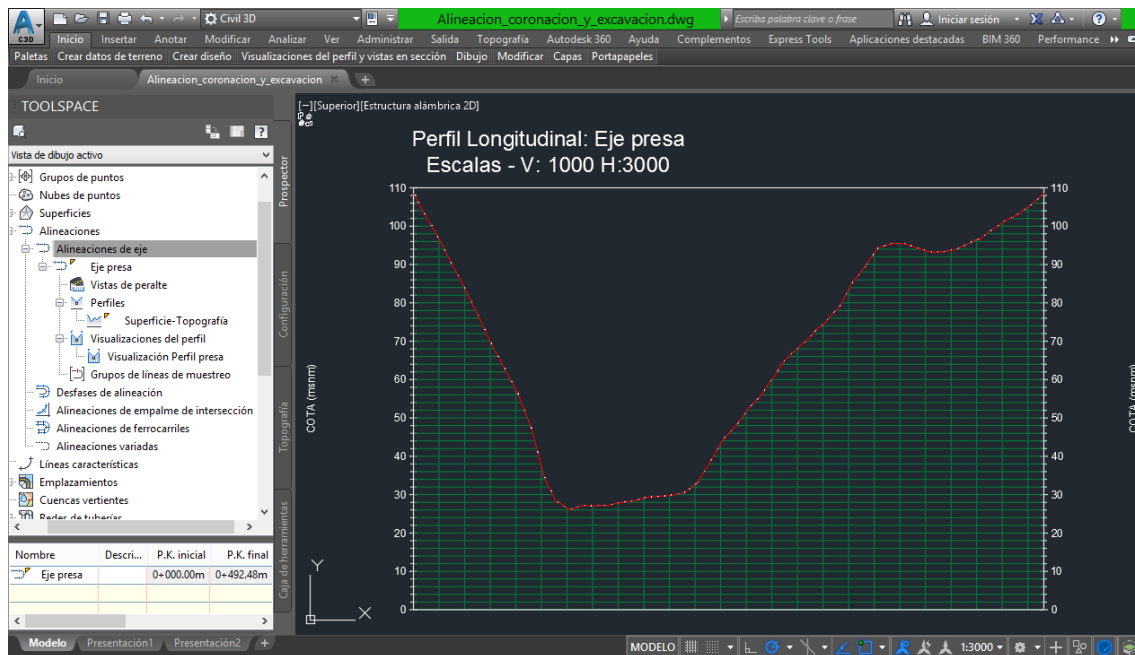 C3D
Civil 3D
Alineacion_coronacion_y_excavacion.dwg
Escriba palabra clave o frase
Iniciar sesión
Inicio Insertar Anotar Modificar Analizar Ver Administrar Salida Topografía Autodesk 360 Ayuda Complementos Express Tools Aplicaciones destacadas BIM 360 Performance
Paletas Crear datos de terreno Crear diseño Visualizaciones del perfil y vistas en sección Dibujo Modificar Capas Portapapeles
Inicio Alineacion_coronacion_y_excavacion
TOOLSPACE
Vista de dibujo activo
Grupos de puntos
Nubes de puntos
Superficies
Alineaciones
Alineaciones de eje
Eje presa
Vistas de peralte
Perfiles
Superficie-Topografía
Visualizaciones del perfil
Visualización Perfil presa
Grupos de líneas de muestreo
Desfases de alineación
Alineaciones de empalme de intersección
Alineaciones de ferrocarriles
Alineaciones variadas
Líneas características
Emplazamientos
Cuencas vertientes
Redes de tuberías
Nombre Descri... P.K. inicial P.K. final
Eje presa 0+000.00m 0+492.48m
Prospector
Configuración
Topografía
Caja de herramientas
[−][Superior][Estructura alámbrica 2D]
Perfil Longitudinal: Eje presa
Escalas - V: 1000 H:3000
110 110
100 100
90 90
80 80
70 70
60 60
50 50
40 40
30 30
20 20
10 10
0 0
COTA (msnm)
COTA (msnm)
Y
X
Modelo Presentación1 Presentación2 +
MODELO 1:3000